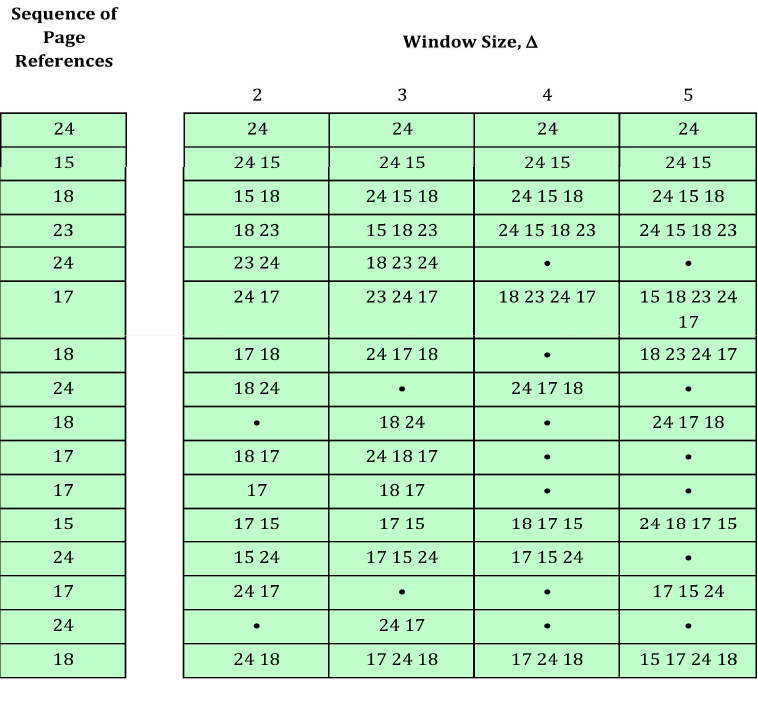 Sequence of
Page
References
Window Size, Δ
2 3 4 5
24 24 24 24 24
15 24 15 24 15 24 15 24 15
18 15 18 24 15 18 24 15 18 24 15 18
23 18 23 15 18 23 24 15 18 23 24 15 18 23
24 23 24 18 23 24 • •
17 24 17 23 24 17 18 23 24 17 15 18 23 24
17
18 17 18 24 17 18 • 18 23 24 17
24 18 24 • 24 17 18 •
18 • 18 24 • 24 17 18
17 18 17 24 18 17 • •
17 17 18 17 • •
15 17 15 17 15 18 17 15 24 18 17 15
24 15 24 17 15 24 17 15 24 •
17 24 17 • • 17 15 24
24 • 24 17 • •
18 24 18 17 24 18 17 24 18 15 17 24 18